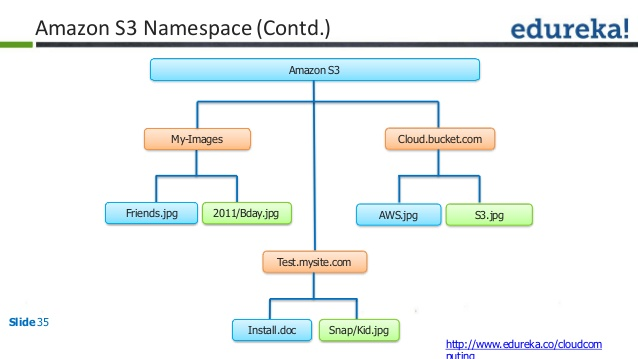 Amazon S3 Namespace (Contd.)
edureka!
Amazon S3
My-Images
Cloud.bucket.com
Friends.jpg
2011/Bday.jpg
AWS.jpg
S3.jpg
Test.mysite.com
Install.doc
Snap/Kid.jpg
Slide 35
http://www.edureka.co/cloudcom
puting